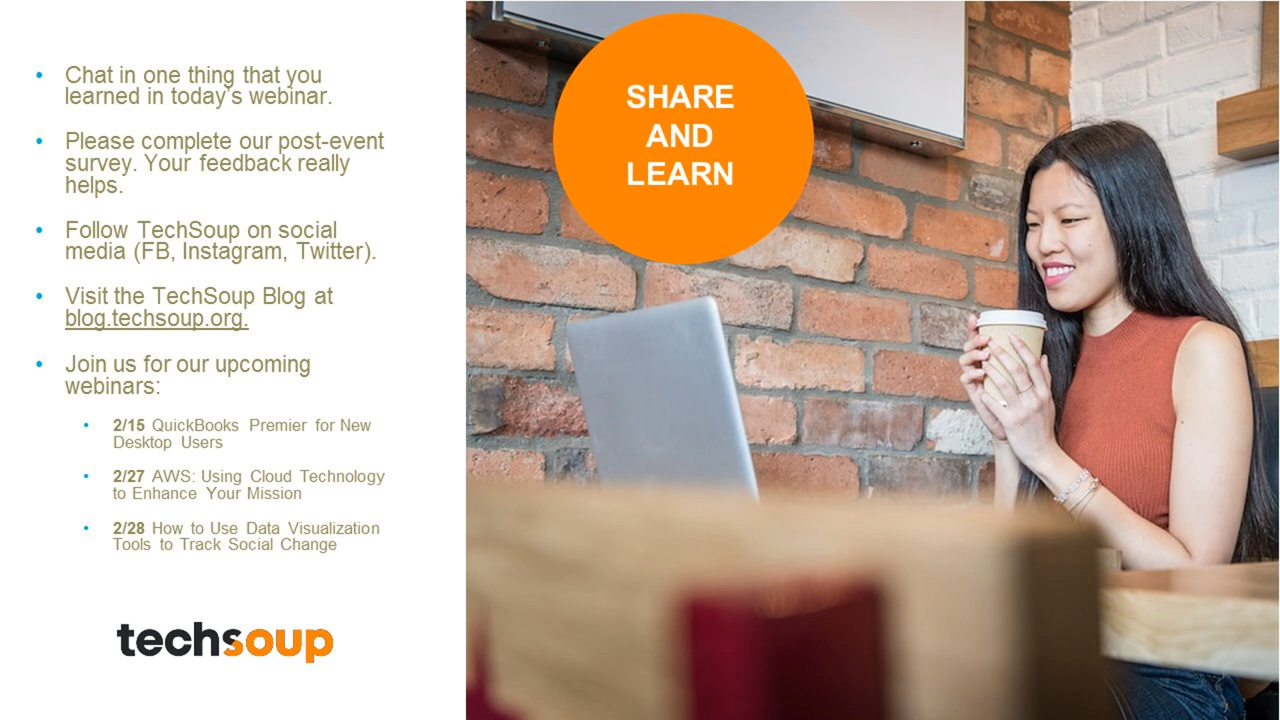 • Chat in one thing that you
learned in today's webinar.
• Please complete our post-event
survey. Your feedback really
helps.
• Follow TechSoup on social
media (FB, Instagram, Twitter).
• Visit the TechSoup Blog at
blog.techsoup.org.
• Join us for our upcoming
webinars:
• 2/15 QuickBooks Premier for New
Desktop Users
• 2/27 AWS: Using Cloud Technology
to Enhance Your Mission
• 2/28 How to Use Data Visualization
Tools to Track Social Change
techsoup
SHARE
AND
LEARN